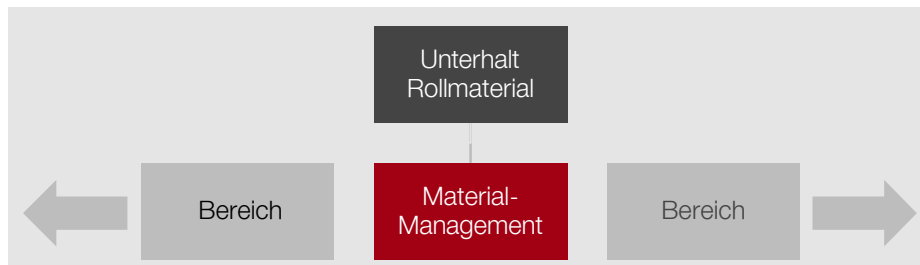 Unterhalt
Rollmaterial
Bereich
Material-
Management
Bereich